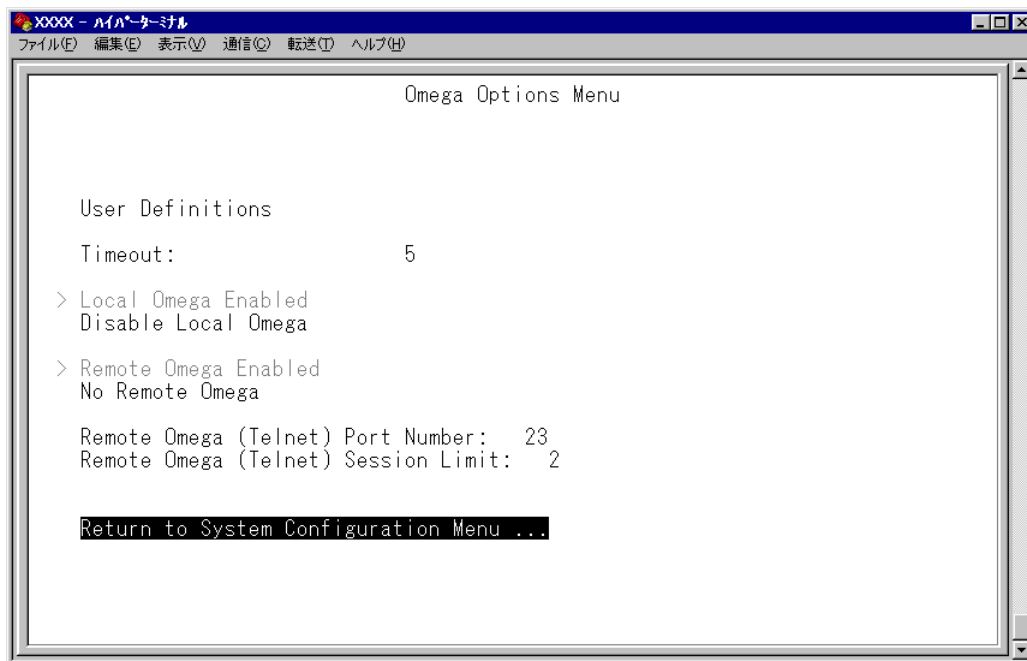 XXXX - ﾊｲﾊﾟｰﾀｰﾐﾅﾙ
ファイル(F) 編集(E) 表示(V) 通信(C) 転送(T) ヘルプ(H)
Omega Options Menu
User Definitions
Timeout: 5
> Local Omega Enabled
Disable Local Omega
> Remote Omega Enabled
No Remote Omega
Remote Omega (Telnet) Port Number: 23
Remote Omega (Telnet) Session Limit: 2
Return to System Configuration Menu ...